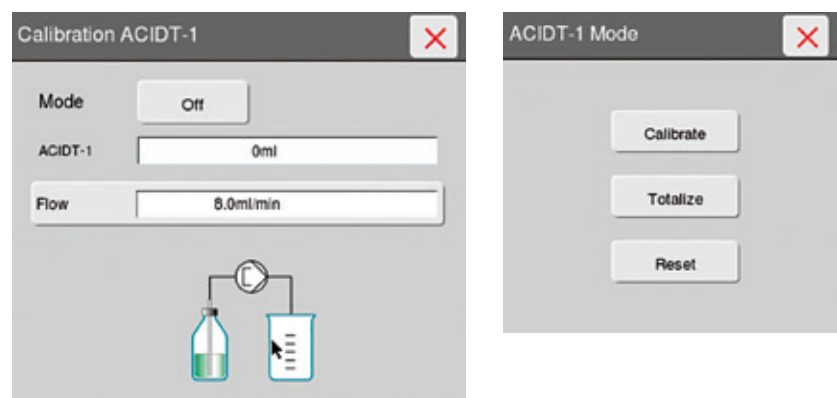 Calibration ACIDT-1
Mode
Off
ACIDT-1
0ml
Flow
8.0ml/min
ACIDT-1 Mode
Calibrate
Totalize
Reset